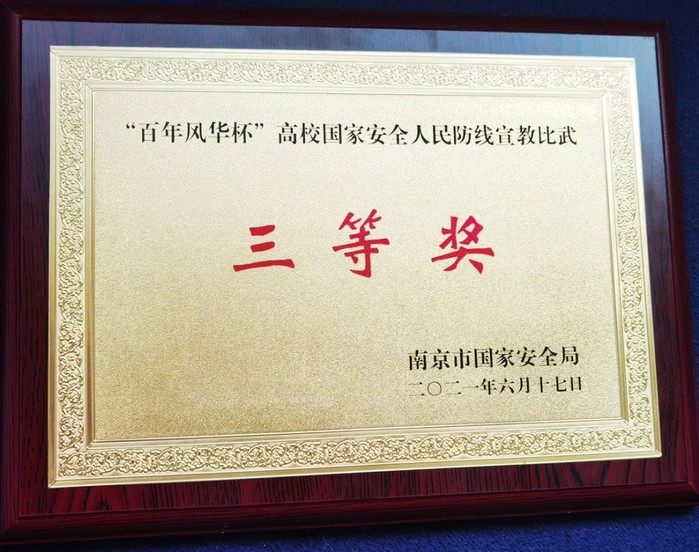 “百年风华杯”高校国家安全人民防线宣教比武
三等奖
南京市国家安全局
二〇二一年六月十七日